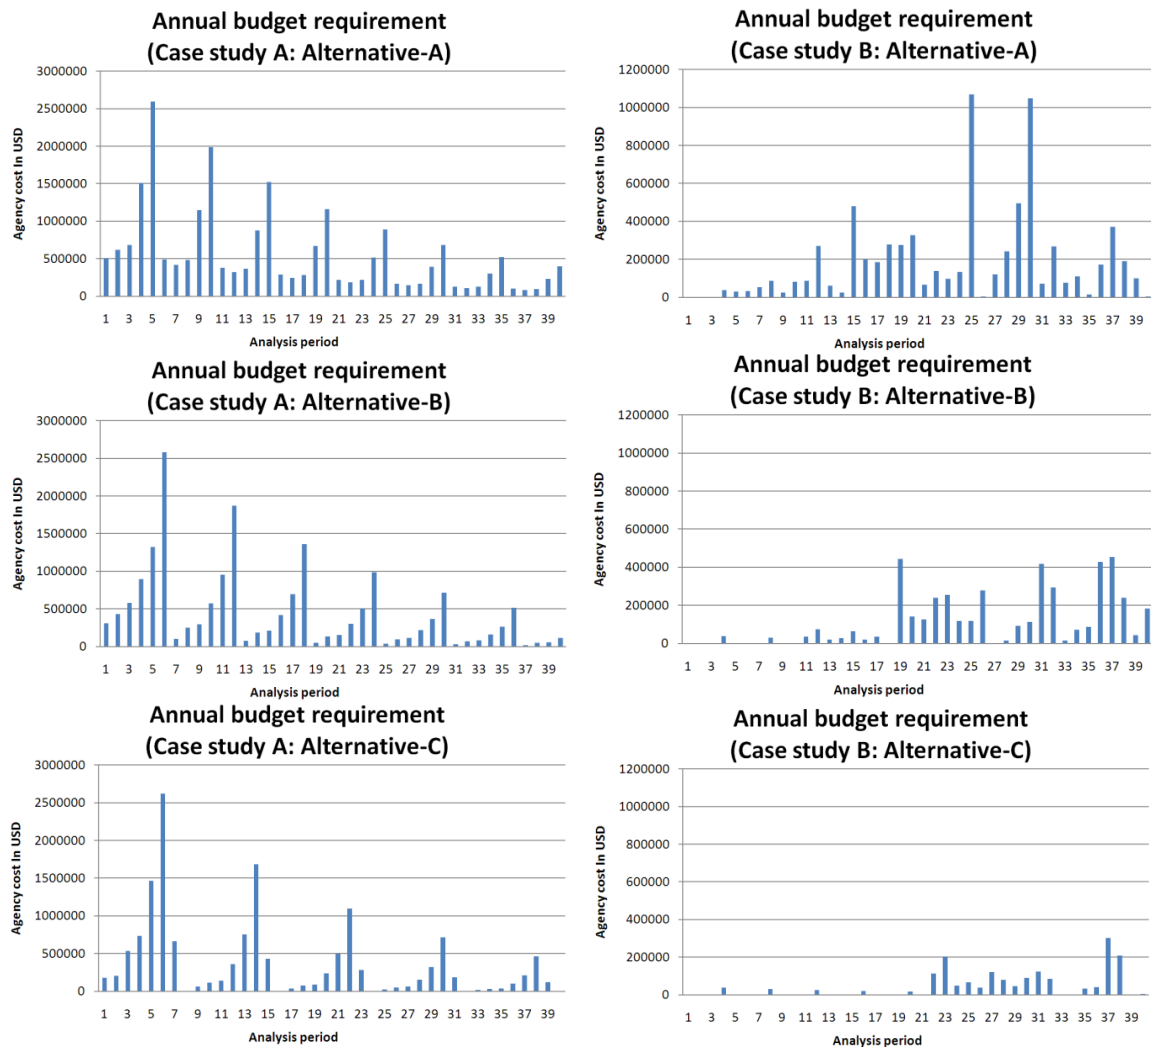 Annual budget requirement
(Case study A: Alternative-A)
Agency cost In USD
3000000
2500000
2000000
1500000
1000000
500000
0
1 3 5 7 9 11 13 15 17 19 21 23 25 27 29 31 33 35 37 39
Analysis period
Annual budget requirement
(Case study B: Alternative-A)
Agency cost In USD
1200000
1000000
800000
600000
400000
200000
0
1 3 5 7 9 11 13 15 17 19 21 23 25 27 29 31 33 35 37 39
Analysis period
Annual budget requirement
(Case study A: Alternative-B)
Agency cost In USD
3000000
2500000
2000000
1500000
1000000
500000
0
1 3 5 7 9 11 13 15 17 19 21 23 25 27 29 31 33 35 37 39
Analysis period
Annual budget requirement
(Case study B: Alternative-B)
Agency cost In USD
1200000
1000000
800000
600000
400000
200000
0
1 3 5 7 9 11 13 15 17 19 21 23 25 27 29 31 33 35 37 39
Analysis period
Annual budget requirement
(Case study A: Alternative-C)
Agency cost In USD
3000000
2500000
2000000
1500000
1000000
500000
0
1 3 5 7 9 11 13 15 17 19 21 23 25 27 29 31 33 35 37 39
Analysis period
Annual budget requirement
(Case study B: Alternative-C)
Agency cost In USD
1200000
1000000
800000
600000
400000
200000
0
1 3 5 7 9 11 13 15 17 19 21 23 25 27 29 31 33 35 37 39
Analysis period